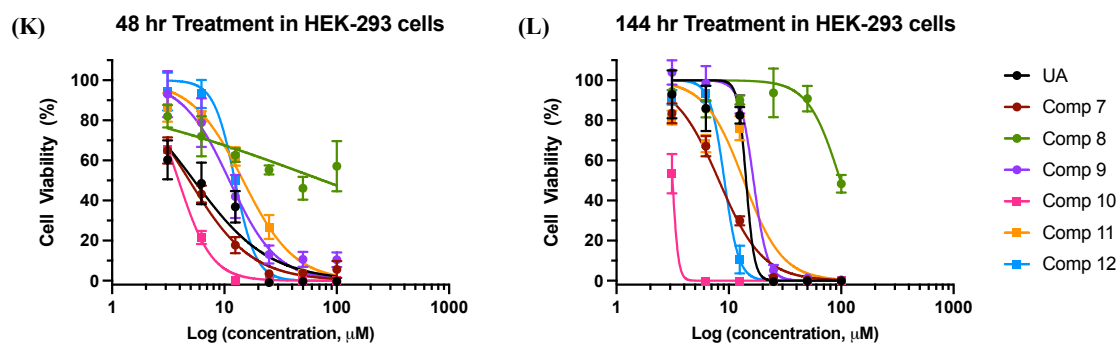 (K) 48 hr Treatment in HEK-293 cells
Cell Viability (%)
100
80
60
40
20
0
1 10 100 1000
Log (concentration, μM)
(L) 144 hr Treatment in HEK-293 cells
Cell Viability (%)
100
80
60
40
20
0
1 10 100 1000
Log (concentration, μM)
UA
Comp 7
Comp 8
Comp 9
Comp 10
Comp 11
Comp 12